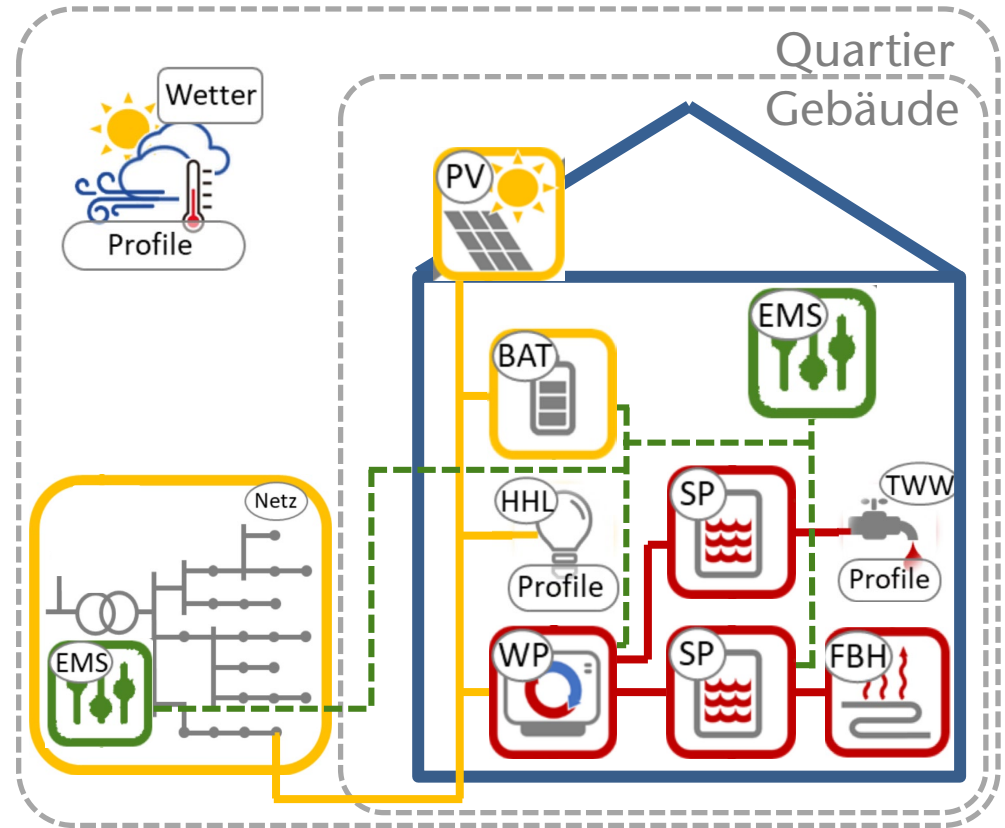 Quartier
Gebäude
Wetter
Profile
PV
EMS
BAT
HHL
Profile
SP
TWW
Profile
Netz
EMS
WP
SP
FBH